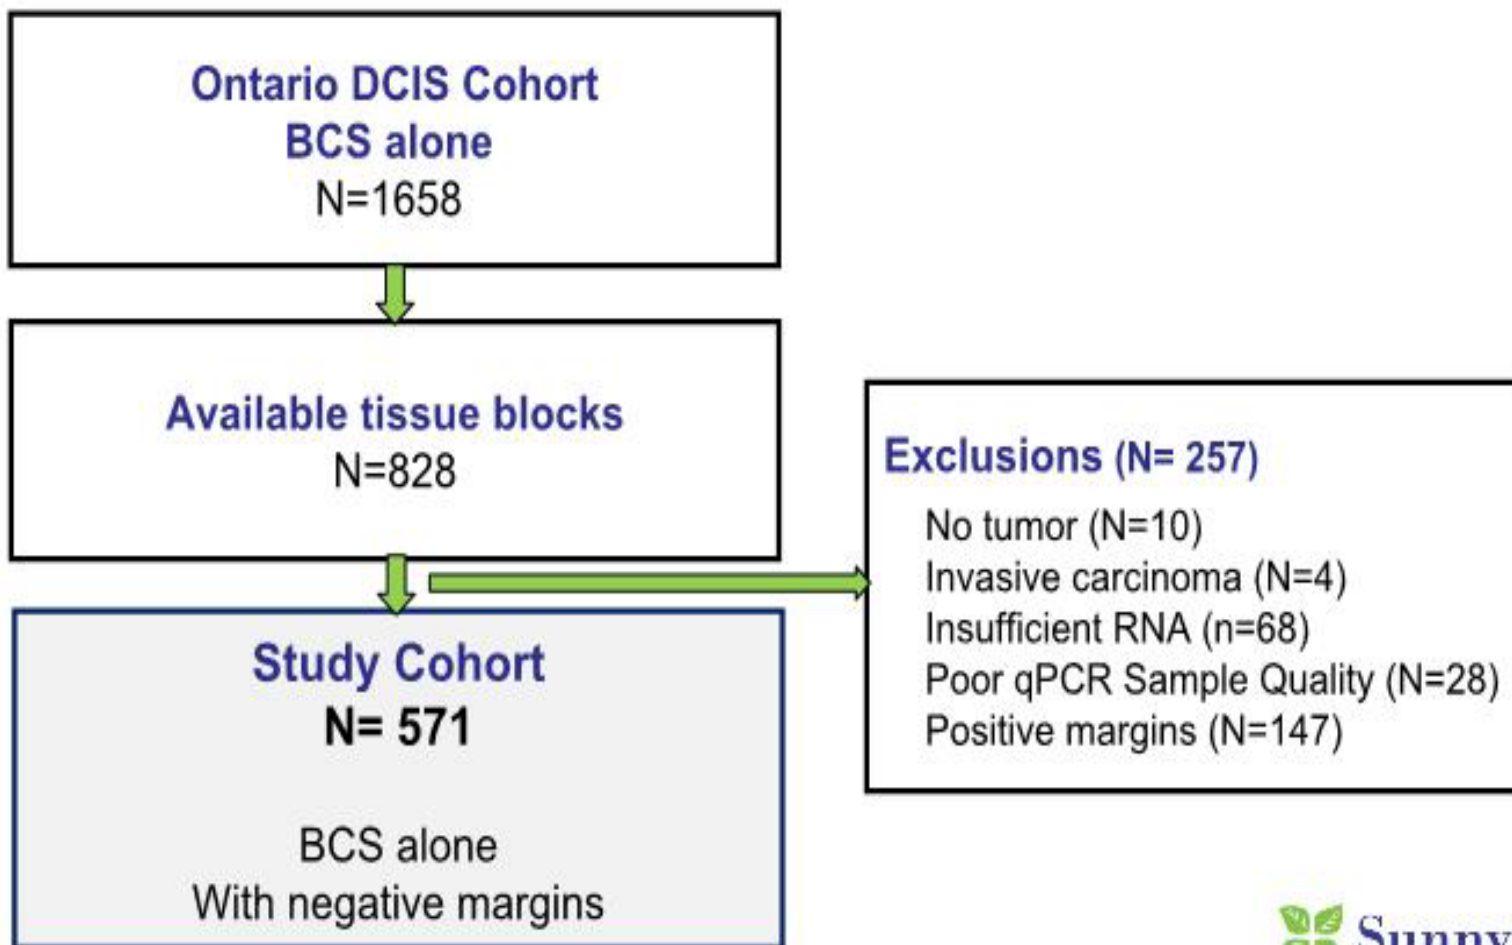 Ontario DCIS Cohort
BCS alone
N=1658
Available tissue blocks
N=828
Exclusions (N= 257)
No tumor (N=10)
Invasive carcinoma (N=4)
Insufficient RNA (n=68)
Poor qPCR Sample Quality (N=28)
Positive margins (N=147)
Study Cohort
N= 571
BCS alone
With negative margins